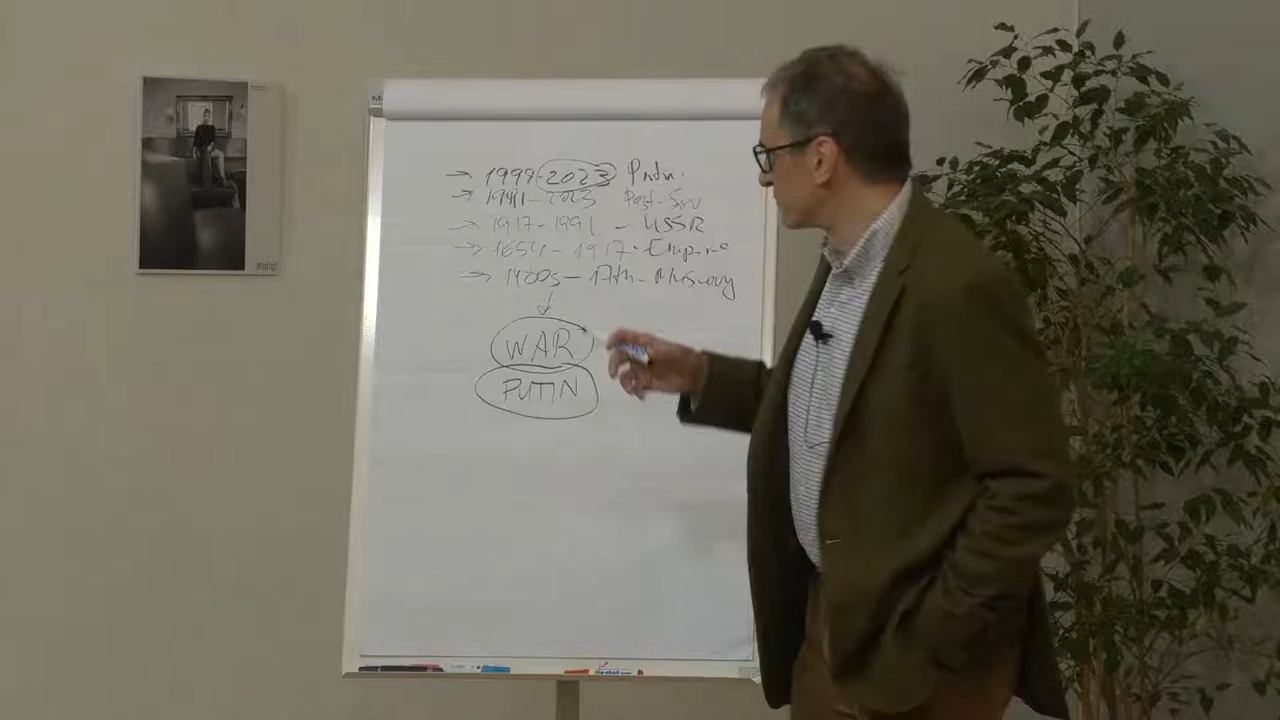 → 1999-2023 Putin
→ 1991-2023 Post-Sov
→ 1917-1991 - USSR
→ 1654-1917-Empire
→ 1400s-17th-Muscovy
↓
WAR
PUTIN